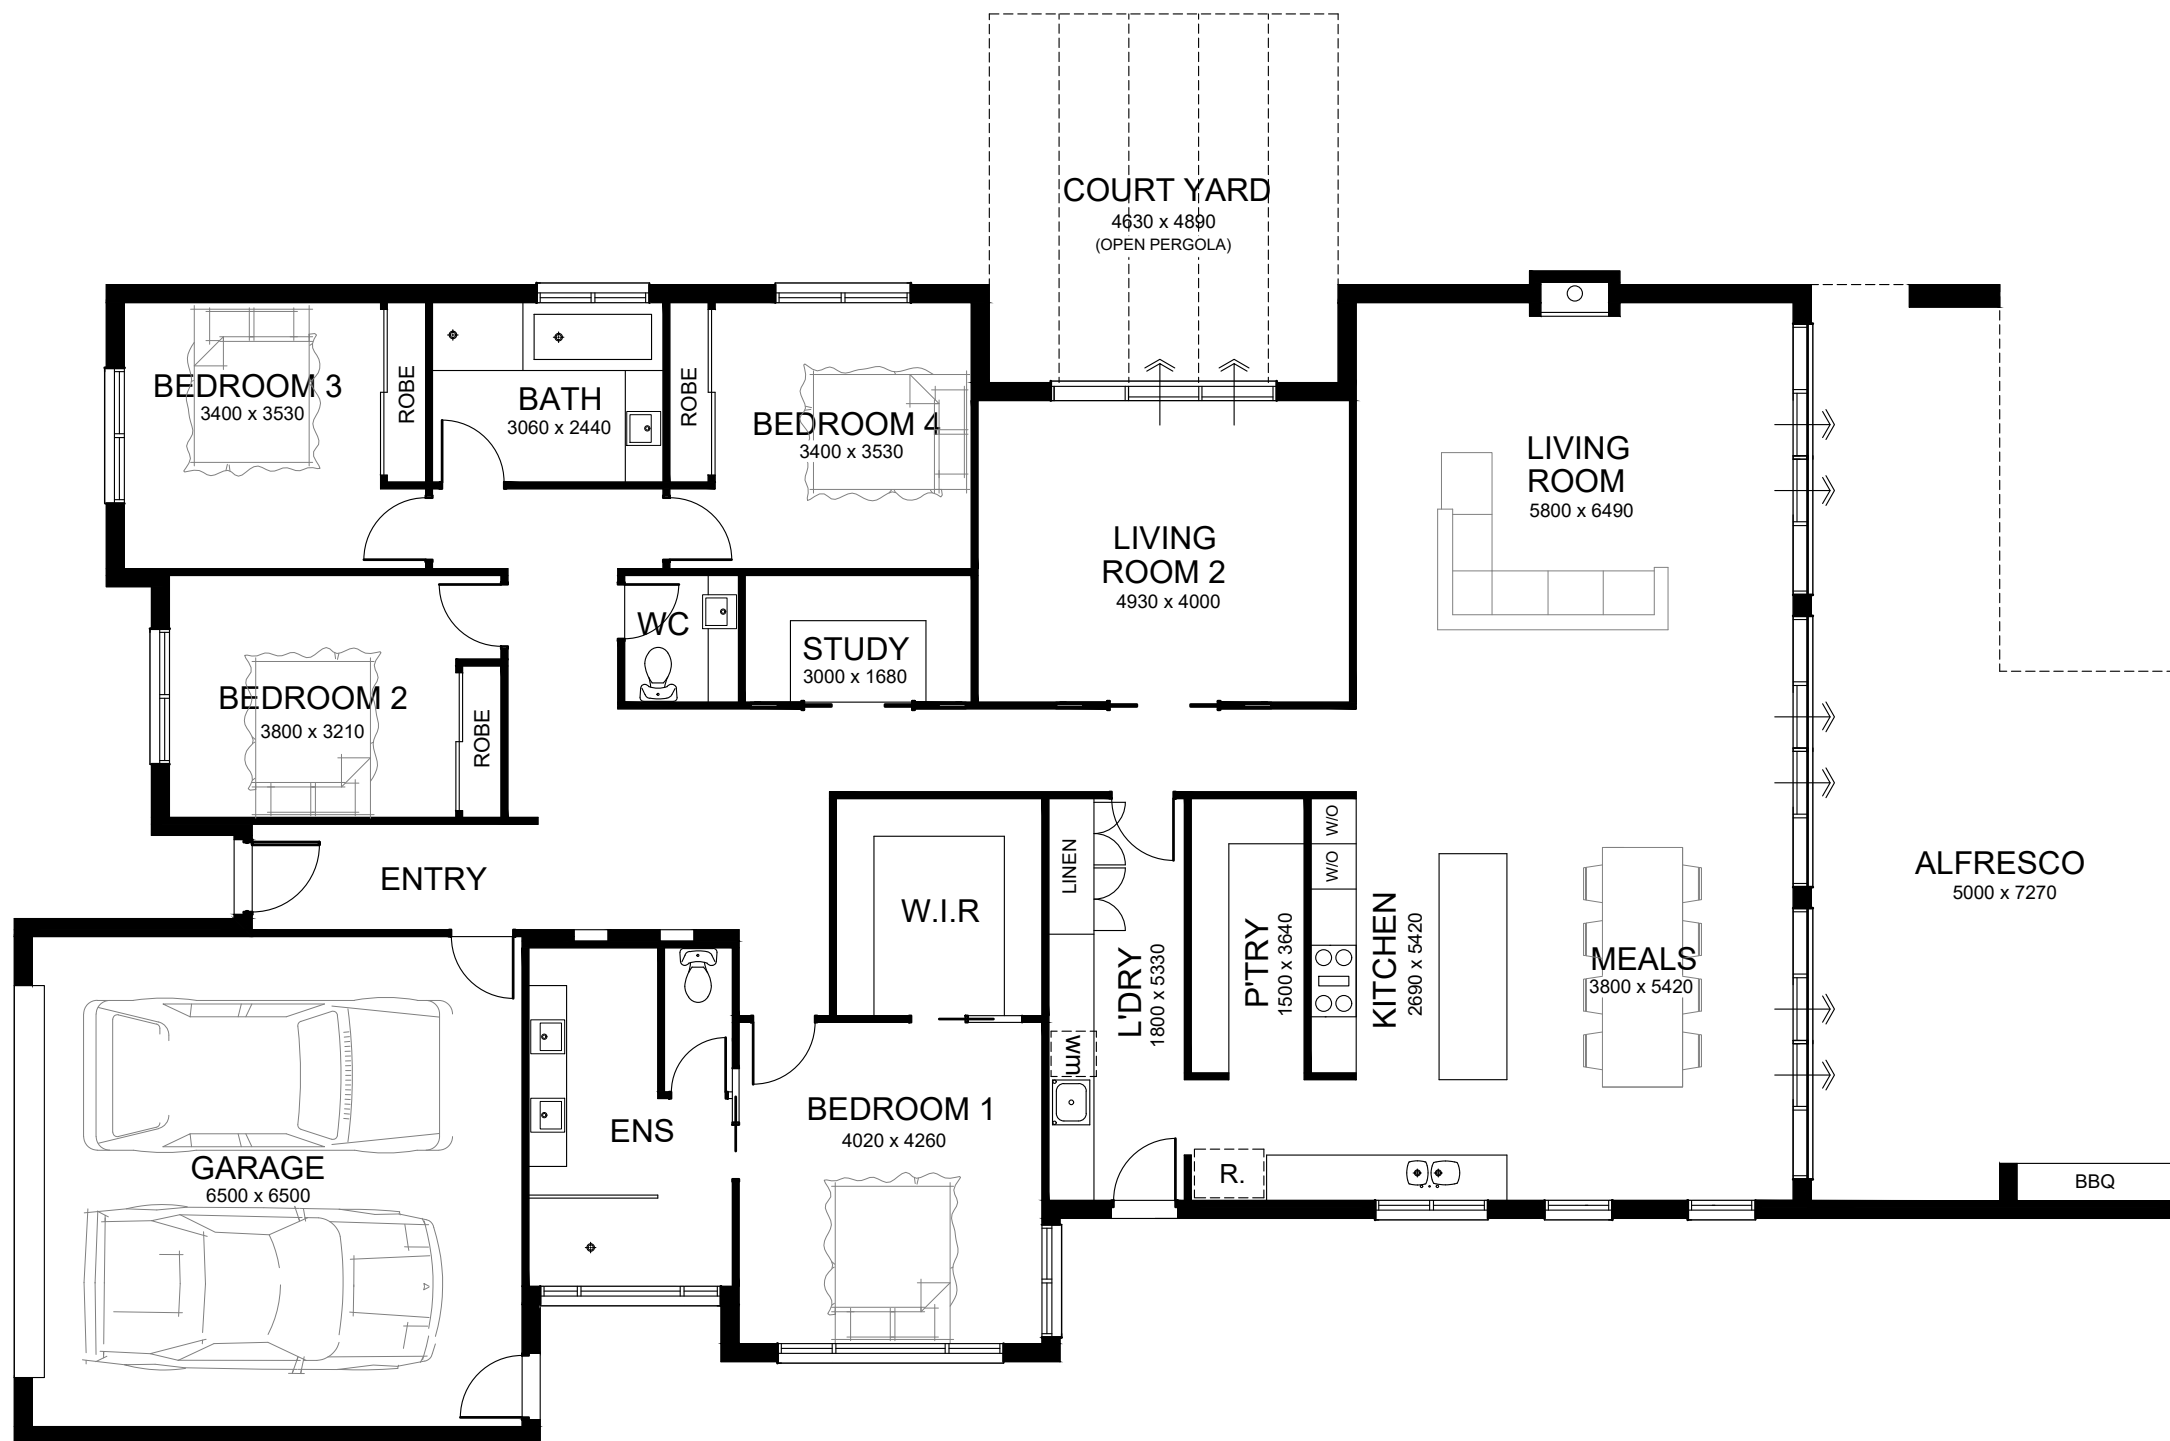 COURT YARD
4630 x 4890
(OPEN PERGOLA)
BEDROOM 3
3400 x 3530
ROBE
BATH
3060 x 2440
ROBE
BEDROOM 4
3400 x 3530
LIVING
ROOM 2
4930 x 4000
LIVING
ROOM
5800 x 6490
BEDROOM 2
3800 x 3210
ROBE
WC
STUDY
3000 x 1680
ENTRY
W.I.R
LINEN
L'DRY
1800 x 5330
wm
P'TRY
1500 x 3640
W/O
W/O
KITCHEN
2690 x 5420
MEALS
3800 x 5420
ALFRESCO
5000 x 7270
GARAGE
6500 x 6500
ENS
BEDROOM 1
4020 x 4260
R.
BBQ